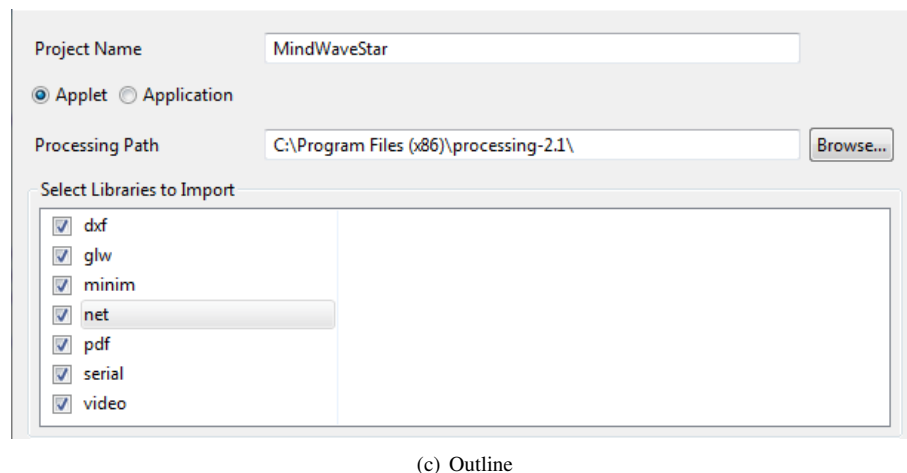 Project Name MindWaveStar
Applet Application
Processing Path C:\Program Files (x86)\processing-2.1\ Browse...
Select Libraries to Import
dxf
glw
minim
net
pdf
serial
video
(c) Outline